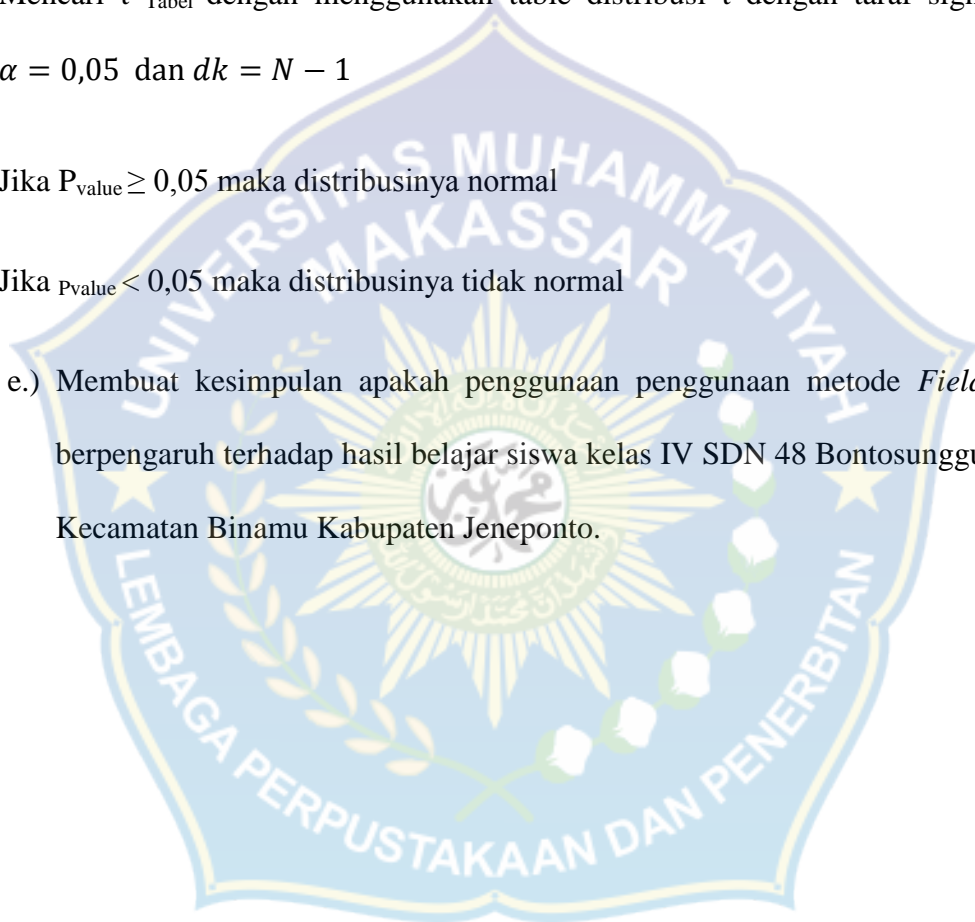 Mencari t Tabel dengan menggunakan table distribusi t dengan taraf
α = 0,05 dan dk = N − 1
Jika Pvalue ≥ 0,05 maka distribusinya normal
Jika Pvalue < 0,05 maka distribusinya tidak normal
e.) Membuat kesimpulan apakah penggunaan penggunaan metode
berpengaruh terhadap hasil belajar siswa kelas IV SDN 48 Bontosunggu
Kecamatan Binamu Kabupaten Jeneponto.
UNIVERSITAS MUHAMMADIYAH
MAKASSAR
LEMBAGA PERPUSTAKAAN DAN PENERBITAN